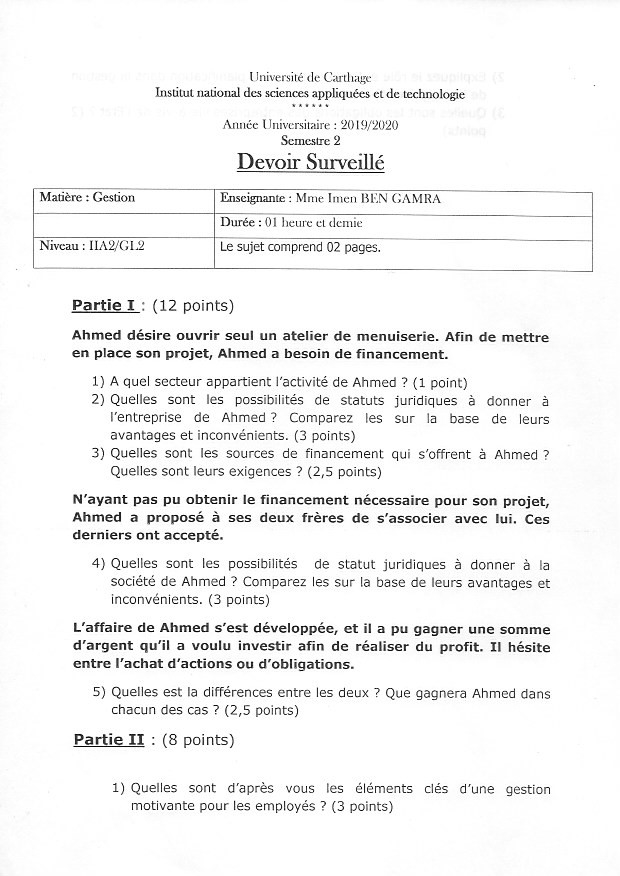 Université de Carthage
Institut national des sciences appliquées et de technologie
******
Année Universitaire : 2019/2020
Semestre 2
Devoir Surveillé
Matière : Gestion
Enseignante : Mme Imen BEN GAMRA
Durée : 01 heure et demie
Niveau : IIA2/GL2
Le sujet comprend 02 pages.
Partie I : (12 points)
Ahmed désire ouvrir seul un atelier de menuiserie. Afin de mettre
en place son projet, Ahmed a besoin de financement.
1) A quel secteur appartient l'activité de Ahmed ? (1 point)
2) Quelles sont les possibilités de statuts juridiques à donner à
l'entreprise de Ahmed ? Comparez les sur la base de leurs
avantages et inconvénients. (3 points)
3) Quelles sont les sources de financement qui s'offrent à Ahmed ?
Quelles sont leurs exigences ? (2,5 points)
N'ayant pas pu obtenir le financement nécessaire pour son projet,
Ahmed a proposé à ses deux frères de s'associer avec lui. Ces
derniers ont accepté.
4) Quelles sont les possibilités de statut juridiques à donner à la
société de Ahmed ? Comparez les sur la base de leurs avantages et
inconvénients. (3 points)
L'affaire de Ahmed s'est développée, et il a pu gagner une somme
d'argent qu'il a voulu investir afin de réaliser du profit. Il hésite
entre l'achat d'actions ou d'obligations.
5) Quelles est la différences entre les deux ? Que gagnera Ahmed dans
chacun des cas ? (2,5 points)
Partie II : (8 points)
1) Quelles sont d'après vous les éléments clés d'une gestion
motivante pour les employés ? (3 points)